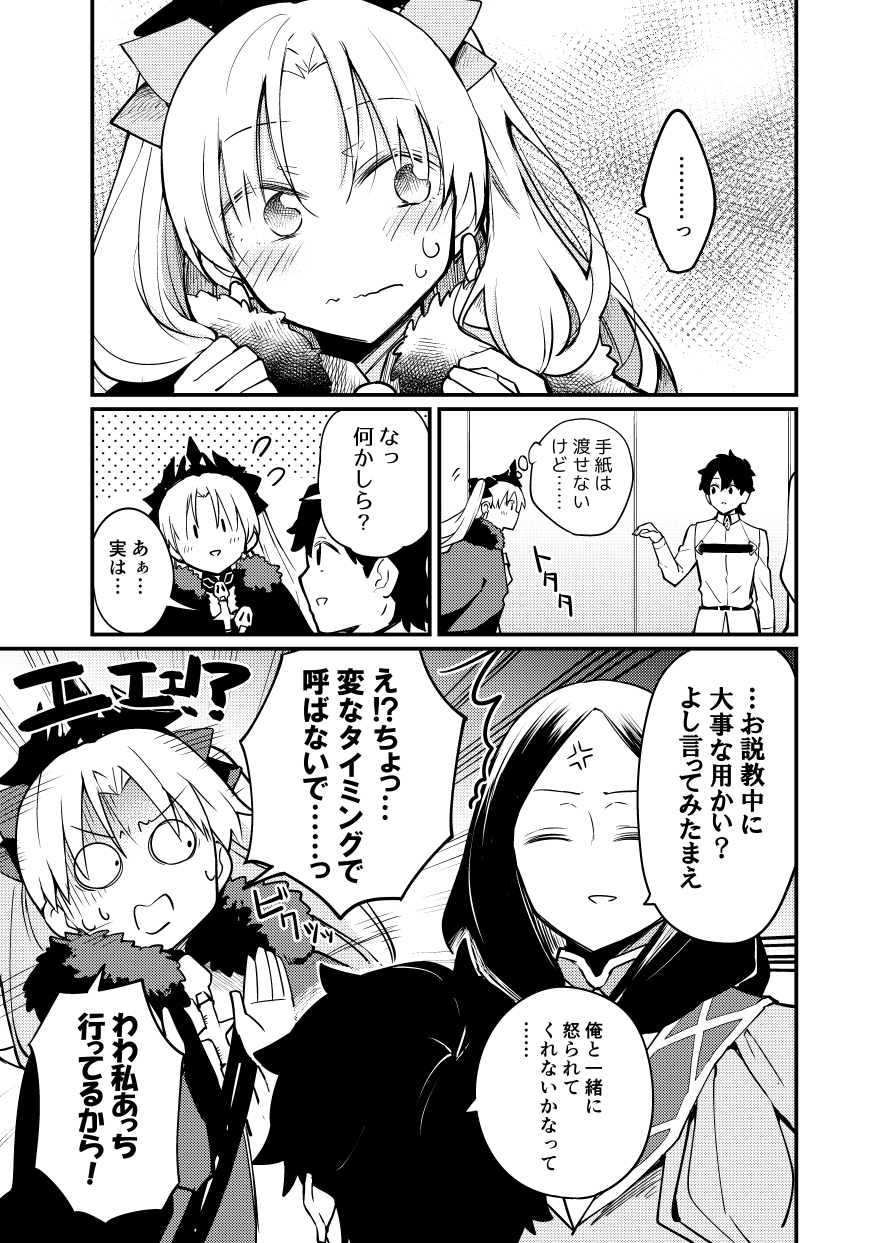 ………っ
手紙は
渡せない
けど……
トタタ
なっ
何かしら？
あぁ…
実は…
…お説教中に
大事な用かい？
よし言ってみたまえ
俺と一緒に
怒られて
くれないかなって
……
え!?ちょっ…
変なタイミングで
呼ばないで……っ
ビクッ
エエ!?
わわ私あっち
行ってるから！